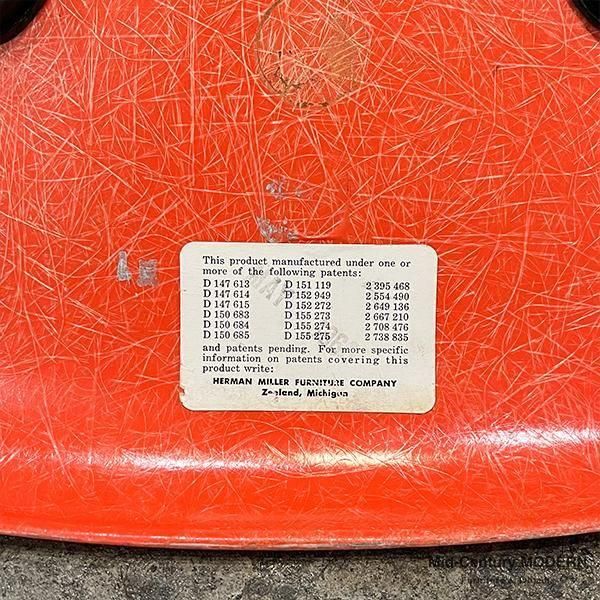 This product manufactured under one or
more of the following patents:
D 147 613 D 151 119 2 395 468
D 147 614 D 152 949 2 554 490
D 147 615 D 152 272 2 649 136
D 150 683 D 155 273 2 667 210
D 150 684 D 155 274 2 708 476
D 150 685 D 155 275 2 738 835
and patents pending. For more specific
information on patents covering this
product write:
HERMAN MILLER FURNITURE COMPANY
Zeeland, Michigan
Mid-Century MODERN